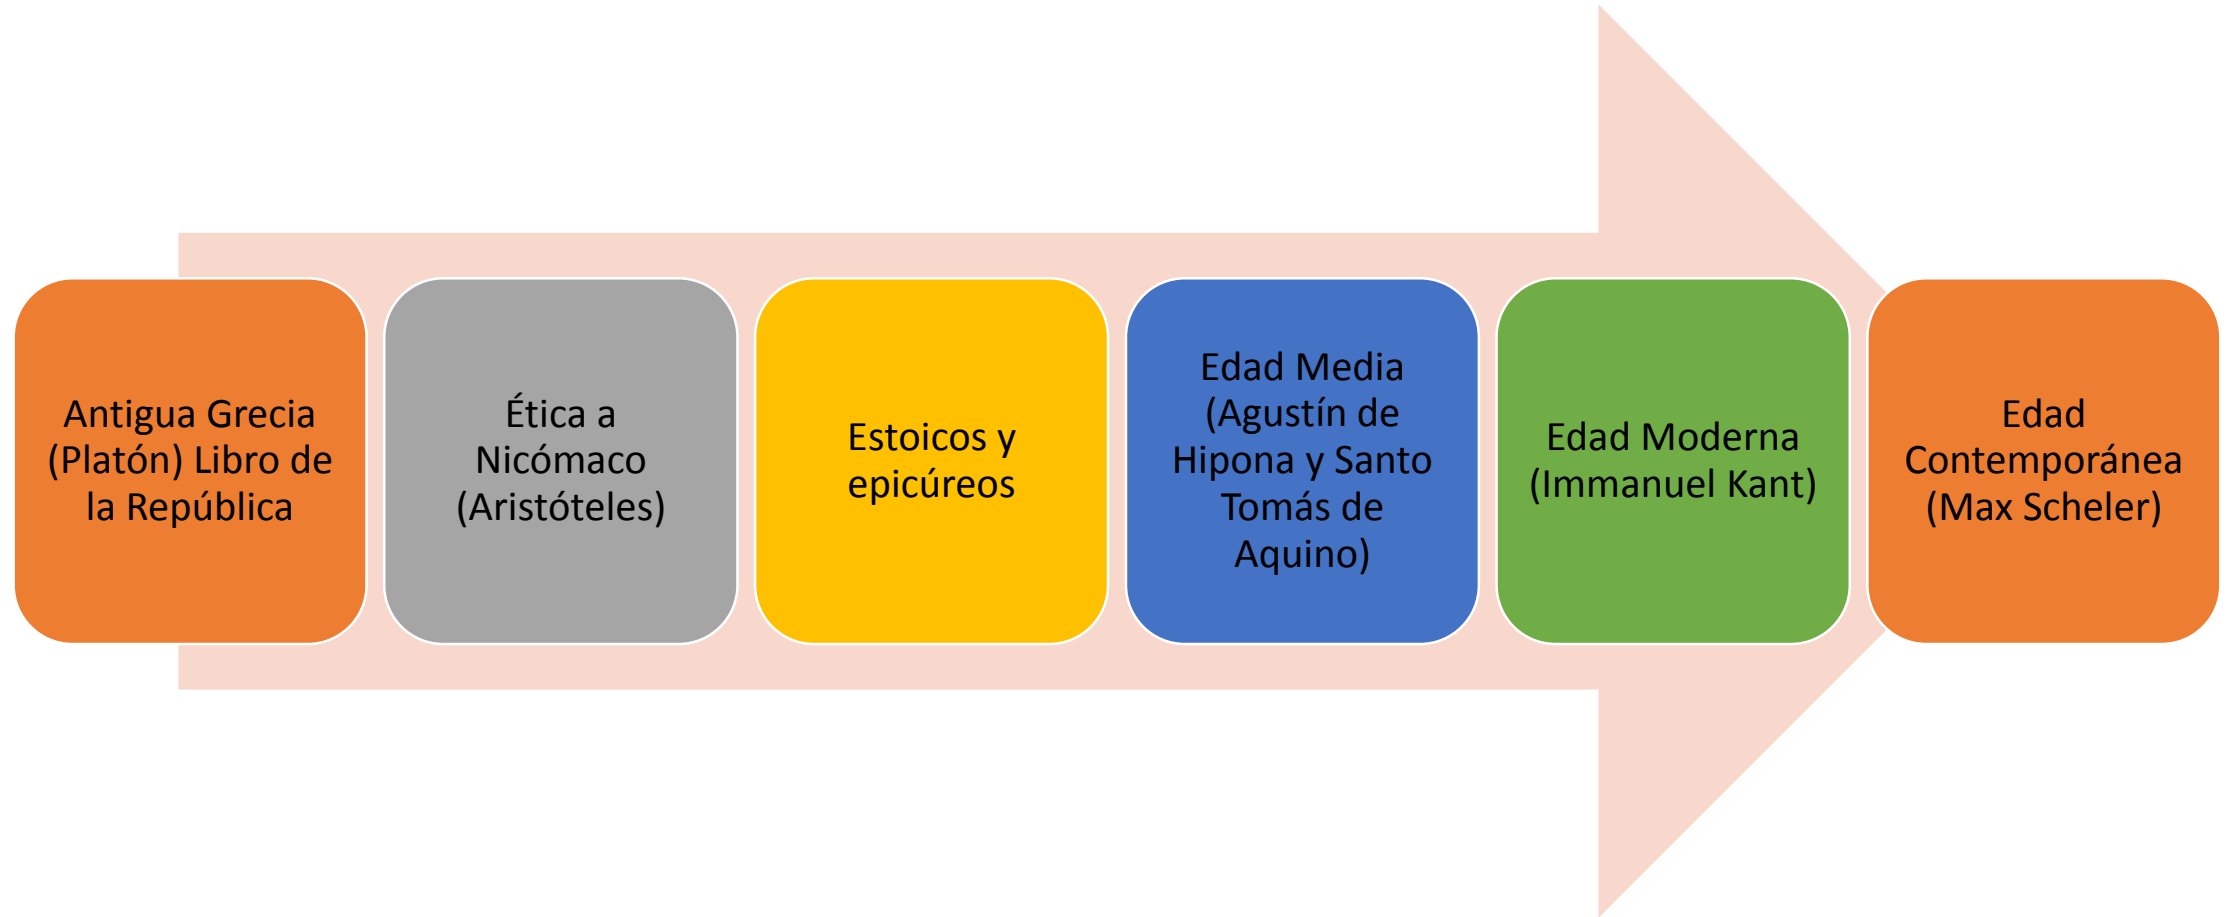 Antigua Grecia
(Platón) Libro de
la República
Ética a
Nicómaco
(Aristóteles)
Estoicos y
epicúreos
Edad Media
(Agustín de
Hipona y Santo
Tomás de
Aquino)
Edad Moderna
(Immanuel Kant)
Edad
Contemporánea
(Max Scheler)